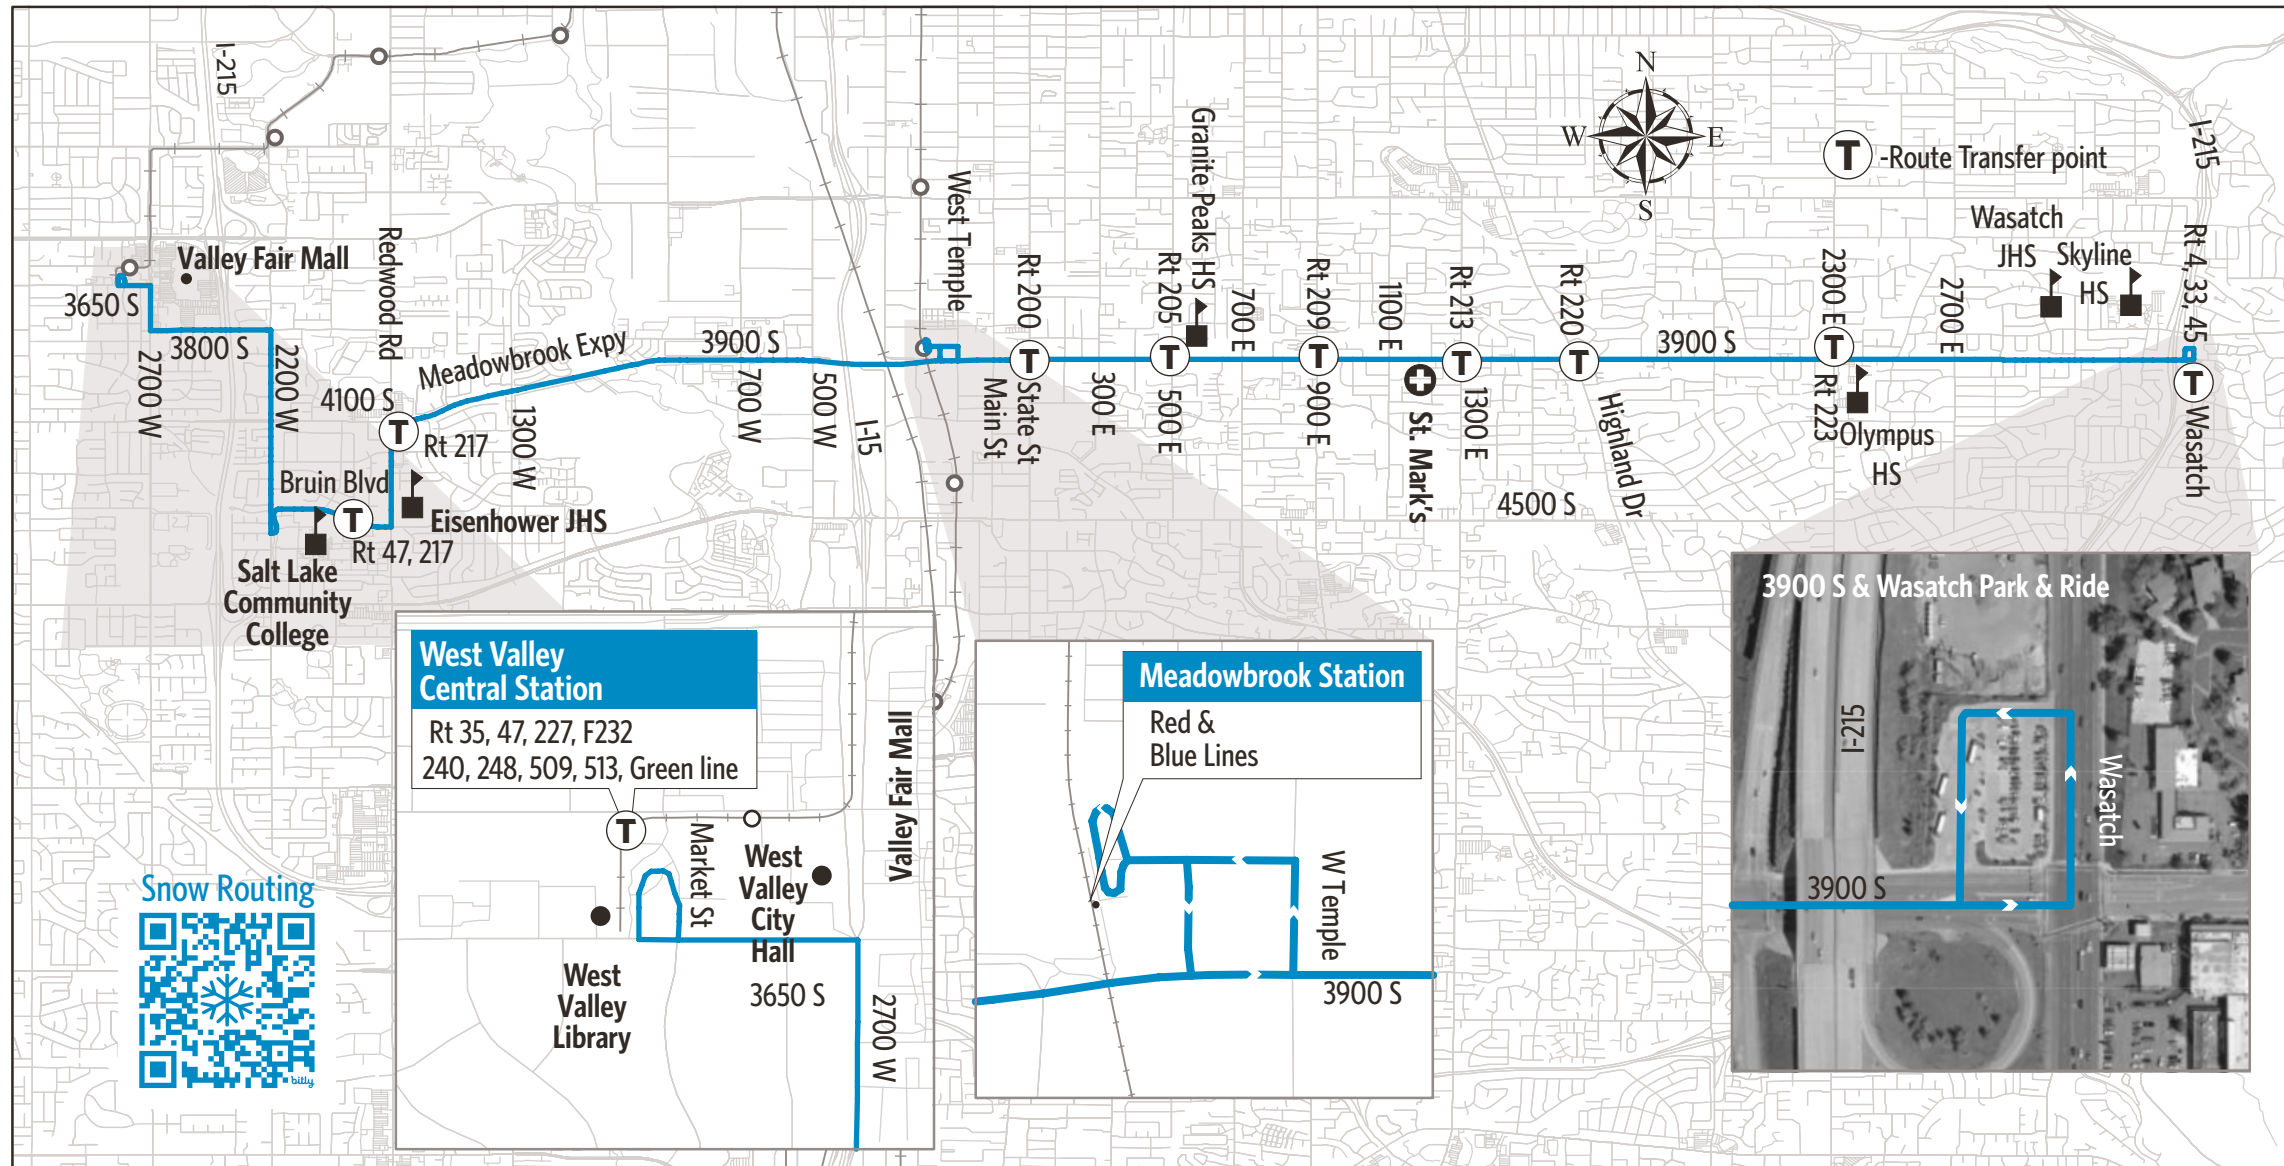 I-215
N
W
E
S
-Route Transfer point
T
I-215
Granite Peaks HS
West Temple
Redwood Rd
Valley Fair Mall
Wasatch
JHS
Skyline
HS
Rt 4, 33, 45
3650 S
3800 S
2700 W
2200 W
4100 S
Meadowbrook Expy
3900 S
1300 W
700 W
500 W
I-15
Rt 200
T
State St
Main St
300 E
Rt 205
T
500 E
700 E
Rt 209
T
900 E
1100 E
St. Mark's
Rt 213
T
1300 E
Rt 220
T
Highland Dr
4500 S
3900 S
2300 E
T
Rt 223
Olympus
HS
2700 E
T
Wasatch
T
Rt 217
Bruin Blvd
T
Rt 47, 217
Eisenhower JHS
Salt Lake
Community
College
West Valley
Central Station
Rt 35, 47, 227, F232
240, 248, 509, 513, Green line
T
Market St
West
Valley
City
Hall
Valley Fair Mall
West
Valley
Library
3650 S
2700 W
Meadowbrook Station
Red &
Blue Lines
W Temple
3900 S
3900 S & Wasatch Park & Ride
I-215
Wasatch
3900 S
Snow Routing
bitly